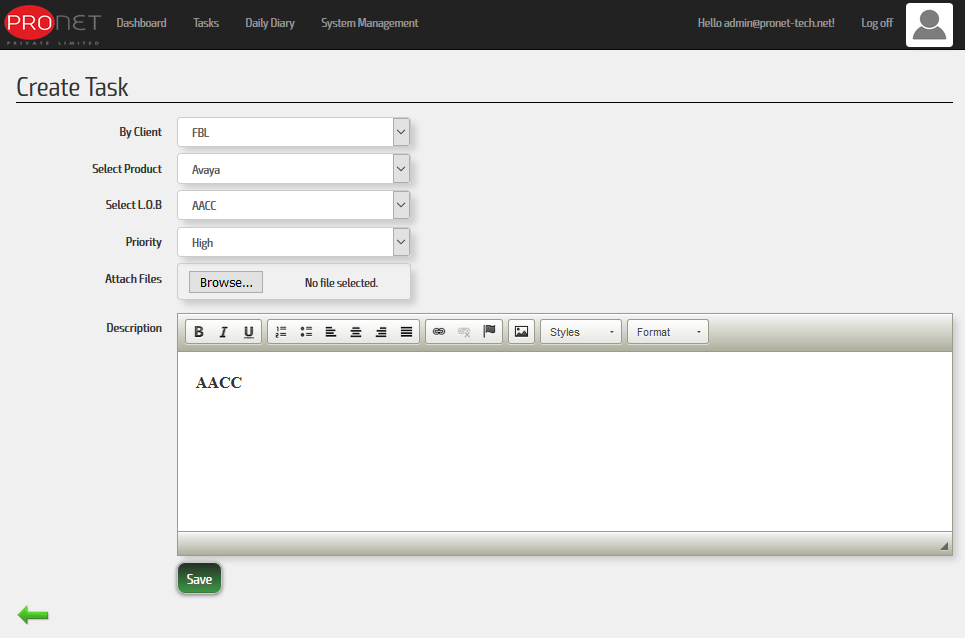 PRONET Dashboard Tasks Daily Diary System Management Hello admin@pronet-tech.net! Log off
PRIVATE LIMITED
Create Task
By Client FBL
Select Product Avaya
Select L.O.B AACC
Priority High
Attach Files Browse... No file selected.
Description B I U Styles Format
AACC
Save